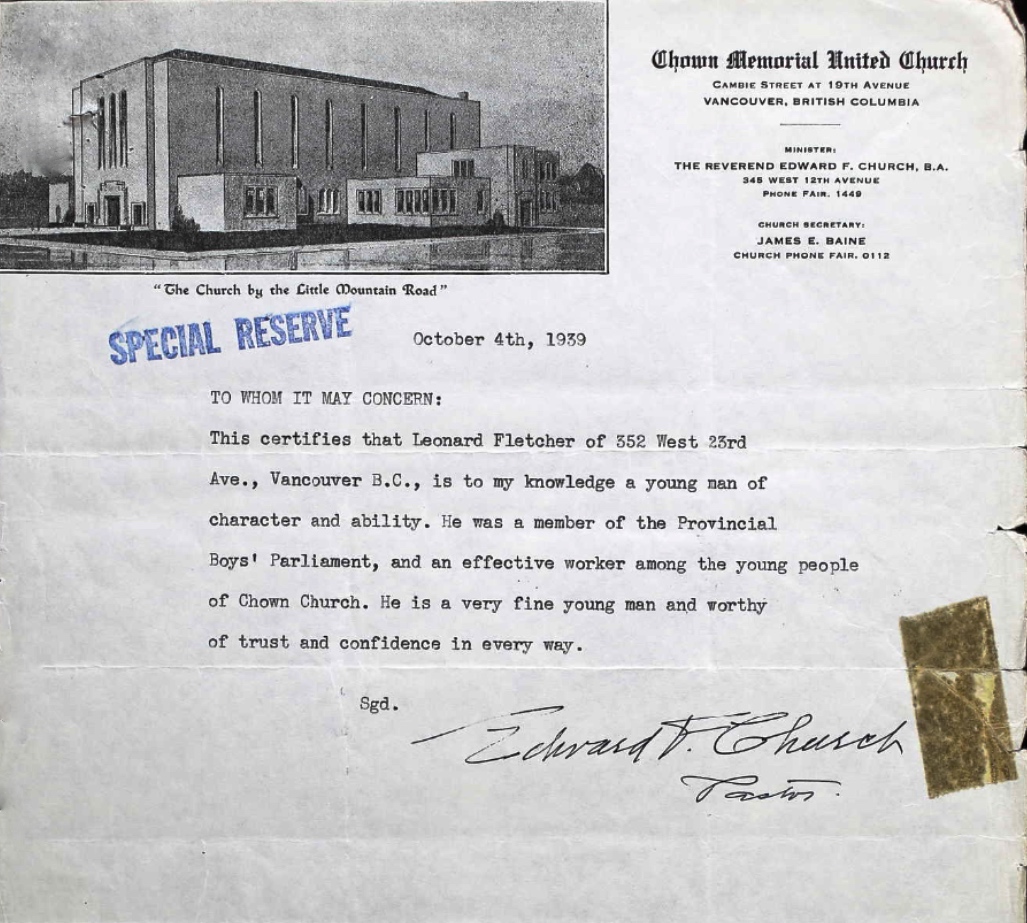 Chown Memorial United Church
CAMBIE STREET AT 19TH AVENUE
VANCOUVER, BRITISH COLUMBIA
MINISTER:
THE REVEREND EDWARD F. CHURCH, B.A.
345 WEST 12TH AVENUE
PHONE FAIR. 1449
CHURCH SECRETARY:
JAMES E. BAINE
CHURCH PHONE FAIR. 0112
"The Church by the Little Mountain Road"
SPECIAL RESERVE
October 4th, 1939
TO WHOM IT MAY CONCERN:
This certifies that Leonard Fletcher of 352 West 23rd
Ave., Vancouver B.C., is to my knowledge a young man of
character and ability. He was a member of the Provincial
Boys' Parliament, and an effective worker among the young people
of Chown Church. He is a very fine young man and worthy
of trust and confidence in every way.
Sgd.
Edward F. Church
Pastor.